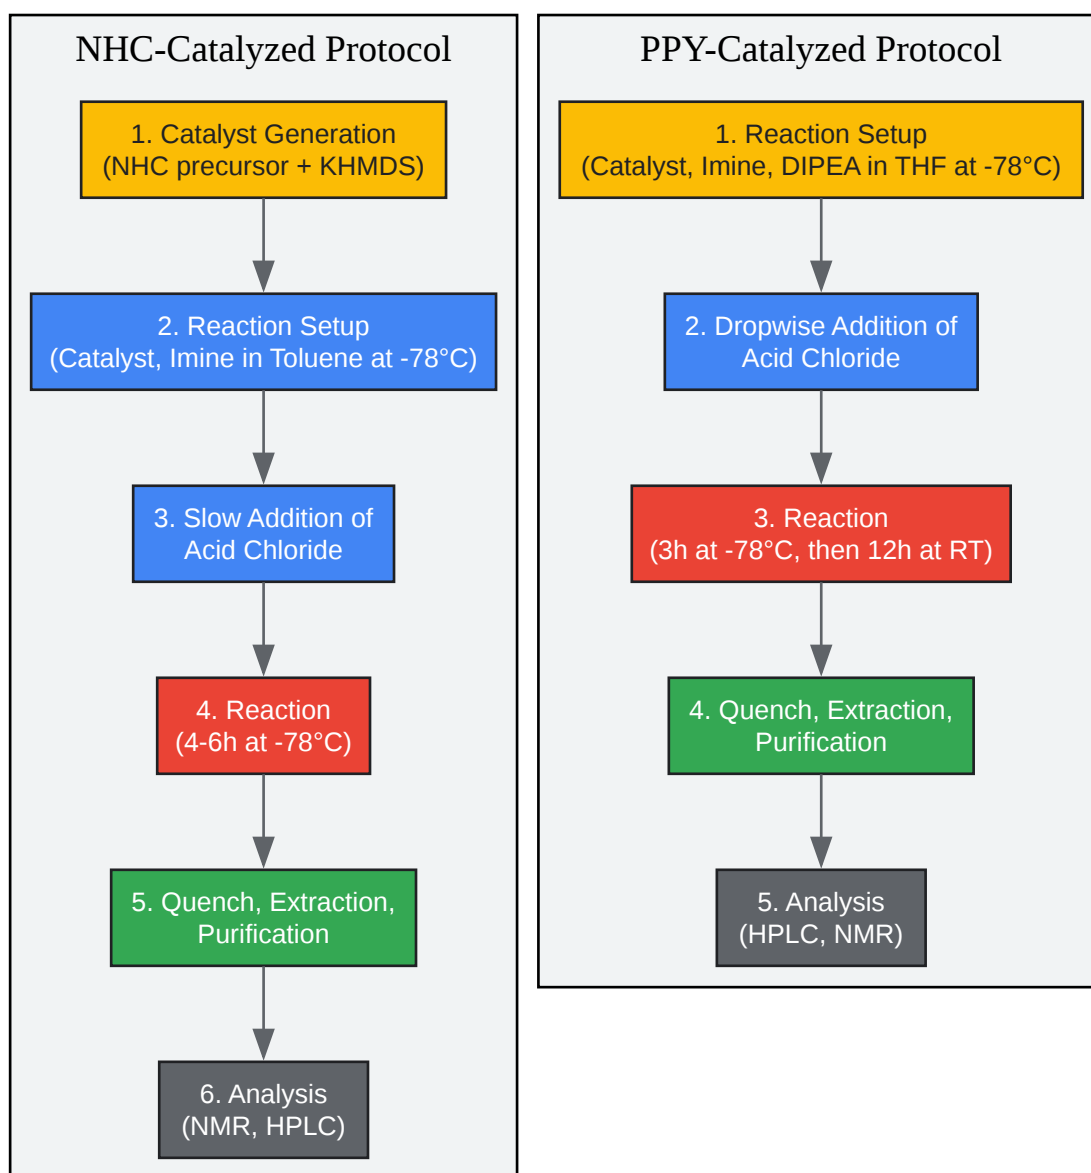 NHC-Catalyzed Protocol
1. Catalyst Generation
(NHC precursor + KHMDS)
2. Reaction Setup
(Catalyst, Imine in Toluene at -78°C)
3. Slow Addition of
Acid Chloride
4. Reaction
(4-6h at -78°C)
5. Quench, Extraction,
Purification
6. Analysis
(NMR, HPLC)
PPY-Catalyzed Protocol
1. Reaction Setup
(Catalyst, Imine, DIPEA in THF at -78°C)
2. Dropwise Addition of
Acid Chloride
3. Reaction
(3h at -78°C, then 12h at RT)
4. Quench, Extraction,
Purification
5. Analysis
(HPLC, NMR)